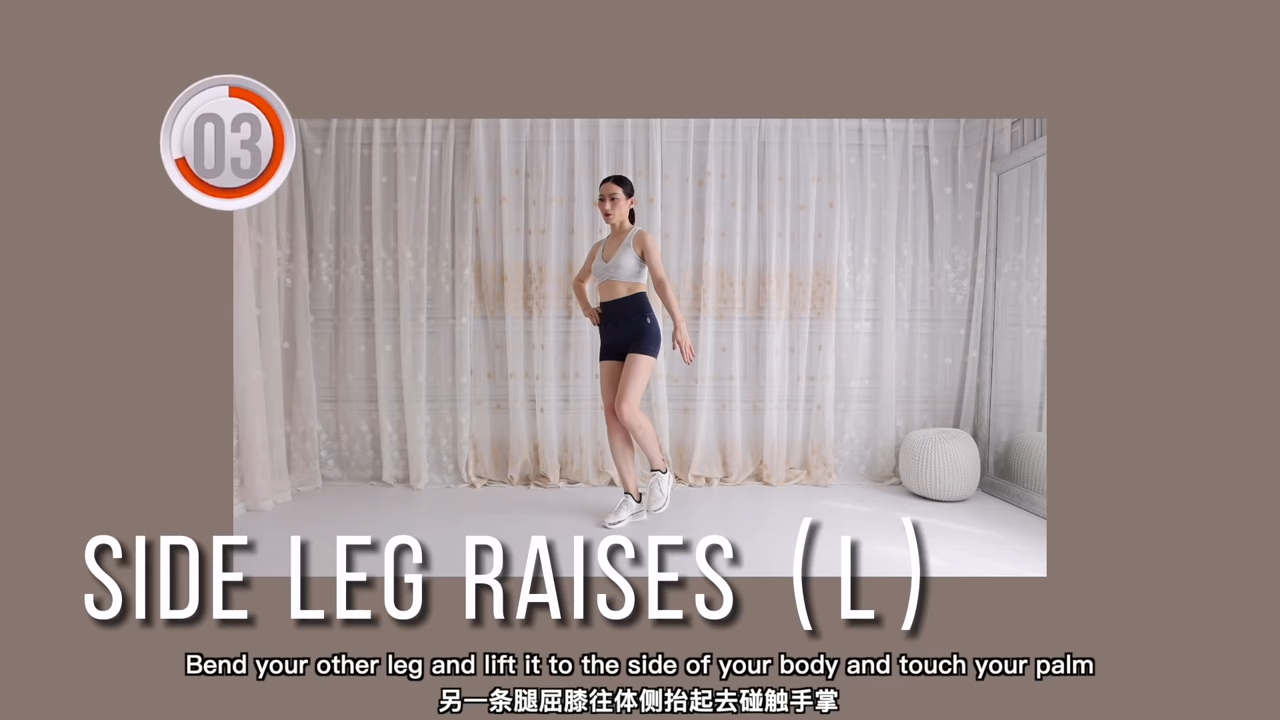 03
SIDE LEG RAISES (L)
Bend your other leg and lift it to the side of your body and touch your palm
另一条腿屈膝往体侧抬起去碰触手掌